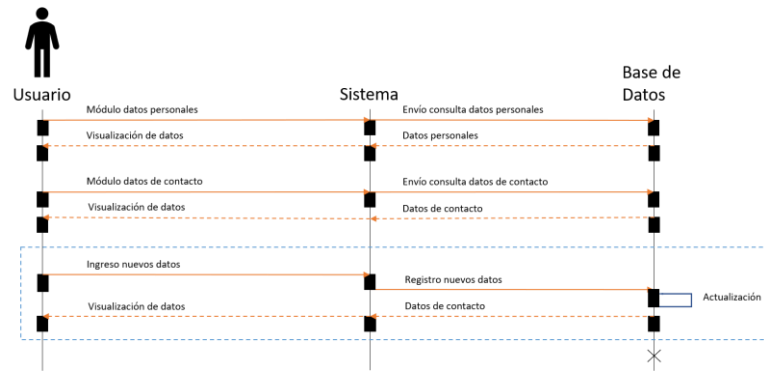 Usuario
Sistema
Base de
Datos
Módulo datos personales
Envío consulta datos personales
Visualización de datos
Datos personales
Módulo datos de contacto
Envío consulta datos de contacto
Visualización de datos
Datos de contacto
Ingreso nuevos datos
Registro nuevos datos
Actualización
Visualización de datos
Datos de contacto